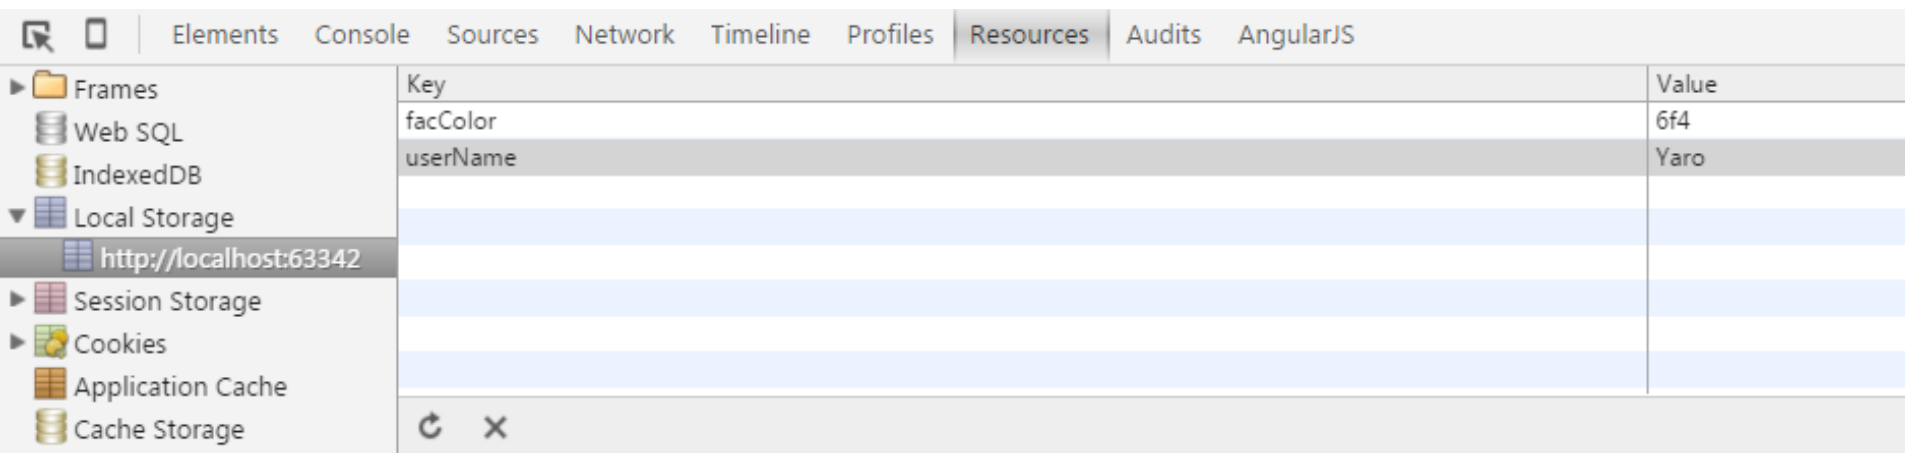 Elements Console Sources Network Timeline Profiles Resources Audits AngularJS
Frames
Web SQL
IndexedDB
Local Storage
http://localhost:63342
Session Storage
Cookies
Application Cache
Cache Storage
Key Value
facColor 6f4
userName Yaro